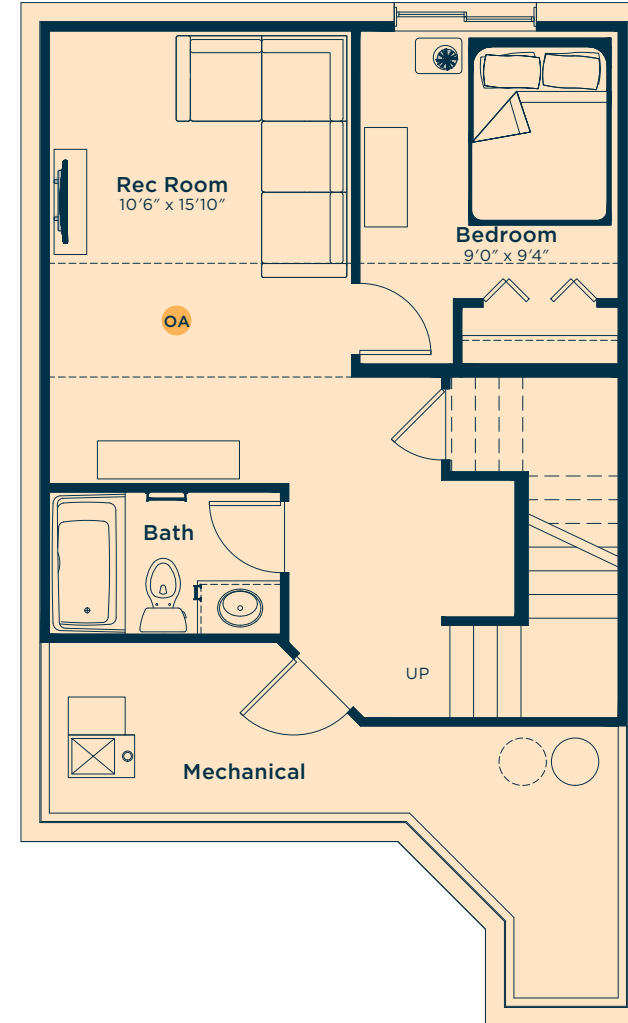 Rec Room
10′6″ x 15′10″
Bedroom
9′0″ x 9′4″
OA
Bath
UP
Mechanical